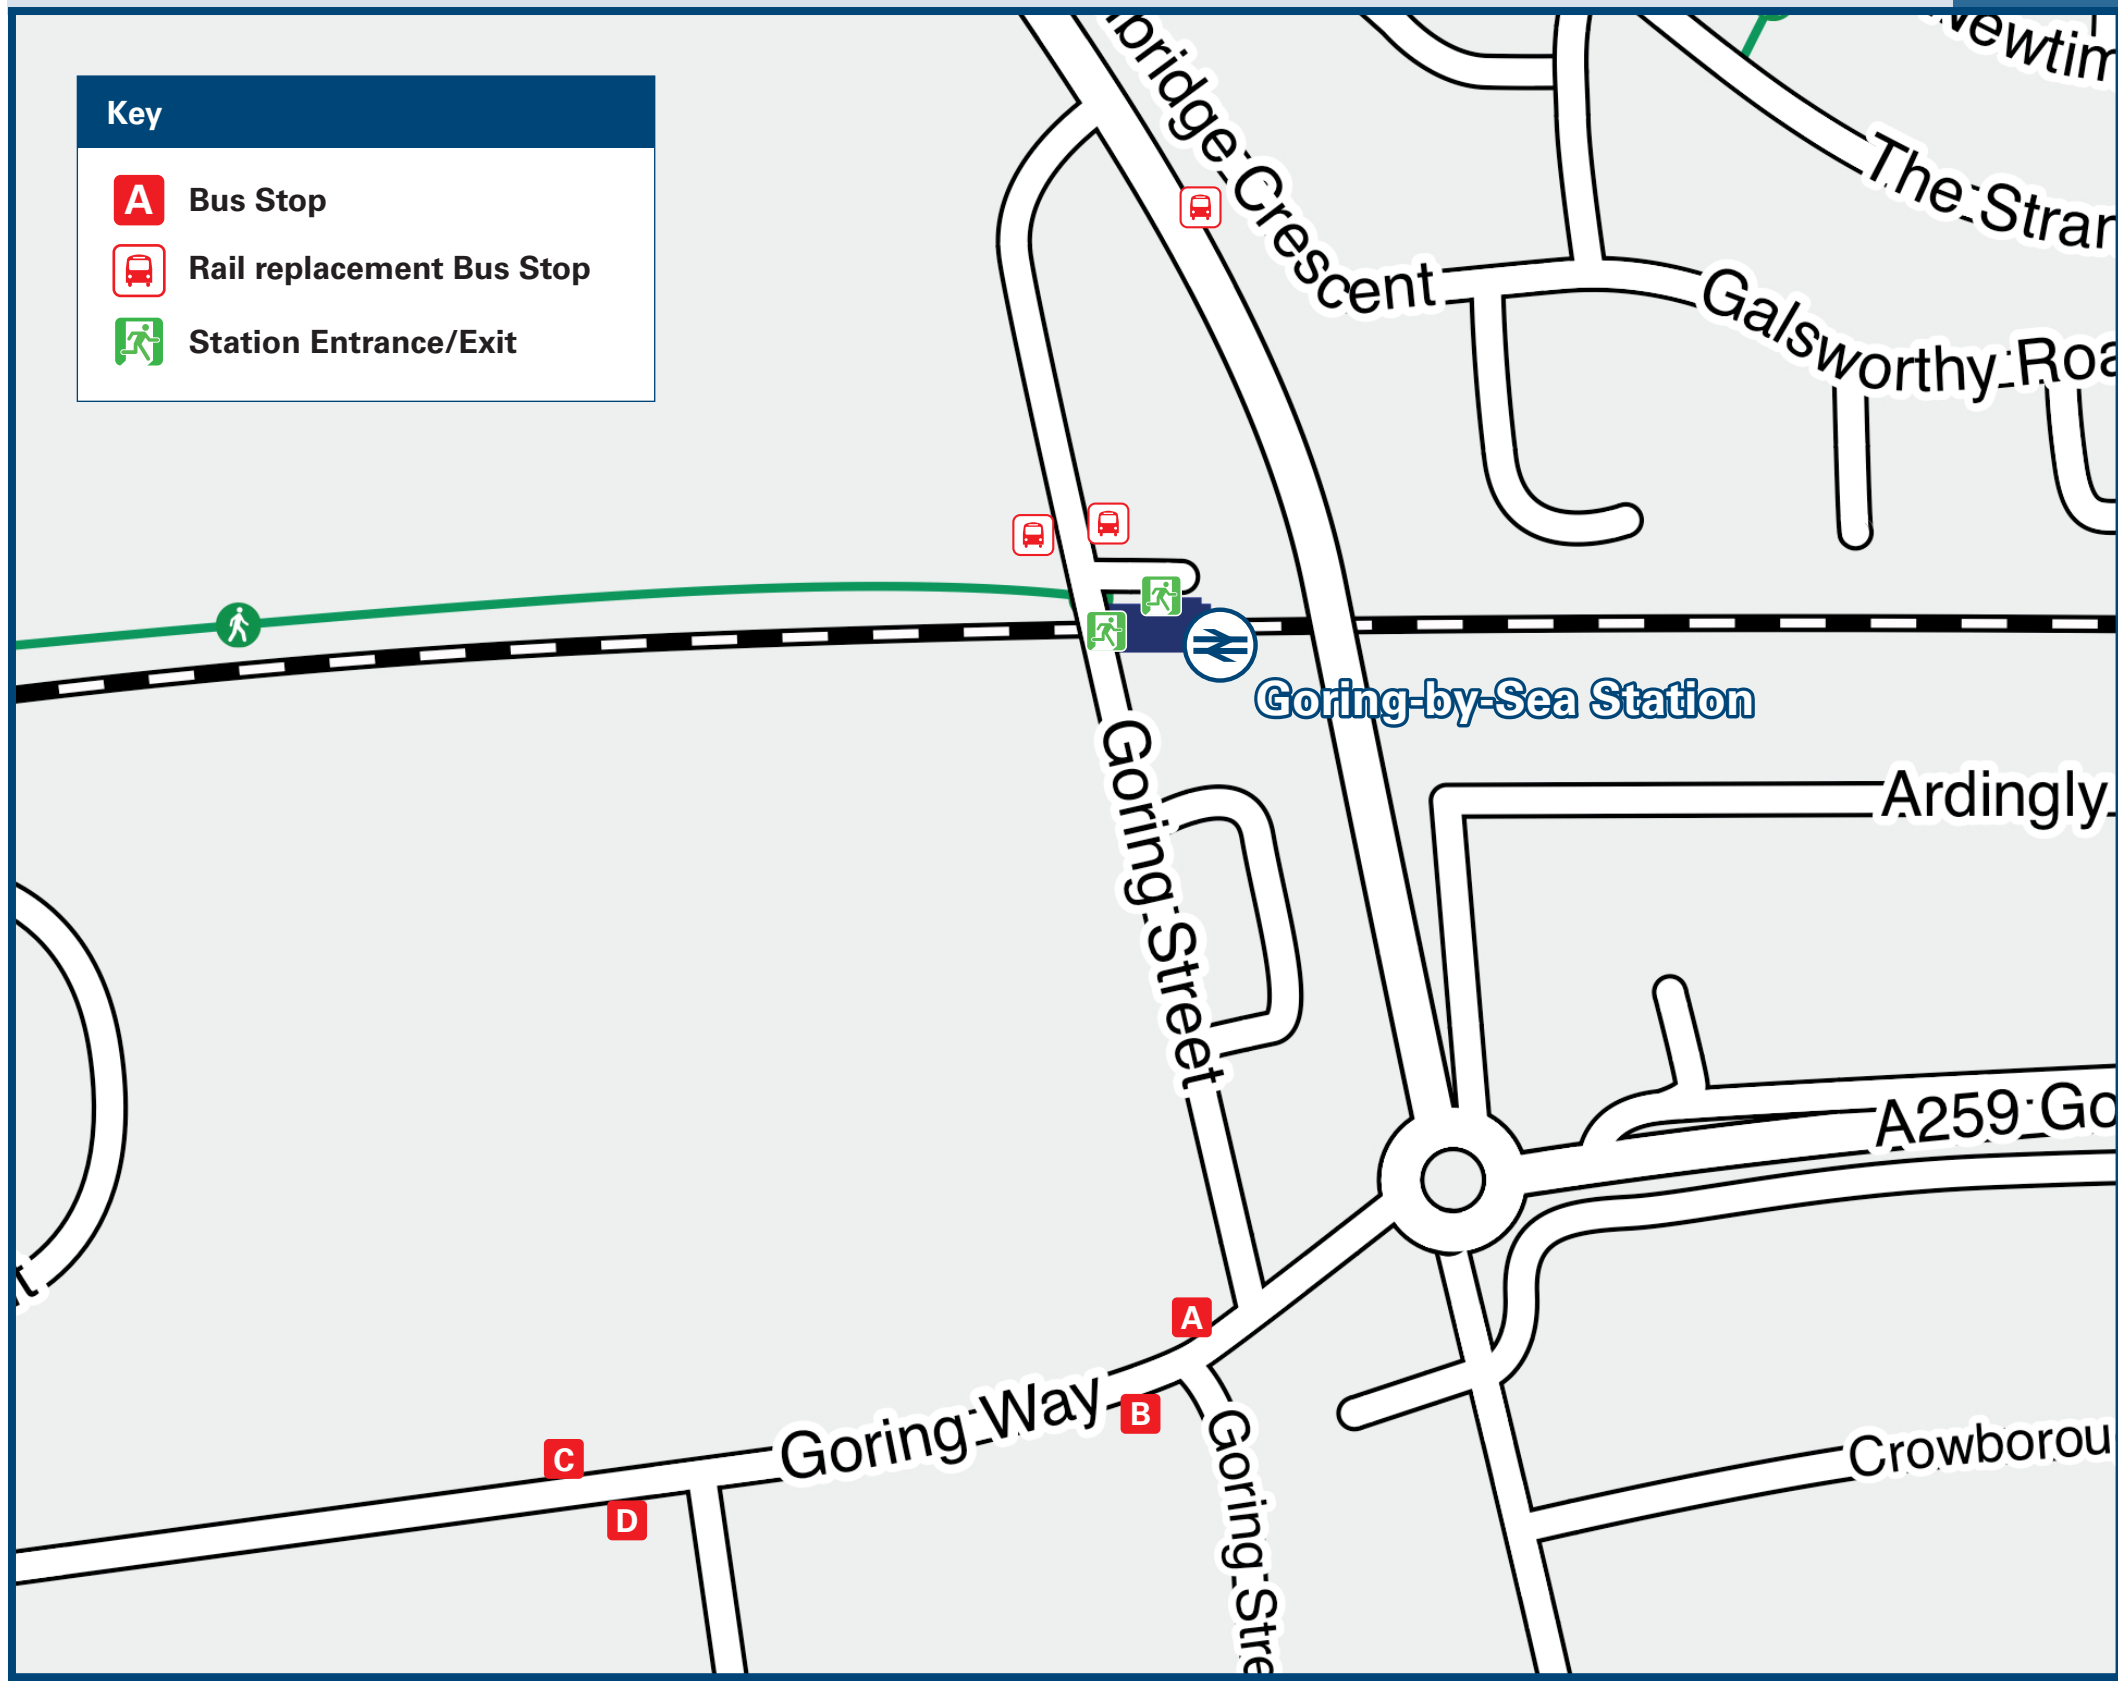 Key
A Bus Stop
Rail replacement Bus Stop
Station Entrance/Exit
bridge Crescent
Newtim
The Stran
Galsworthy Roa
Goring-by-Sea Station
Goring Street
Ardingly
A259 Go
A
B
Goring Way
C
D
Goring Stre
Crowborou